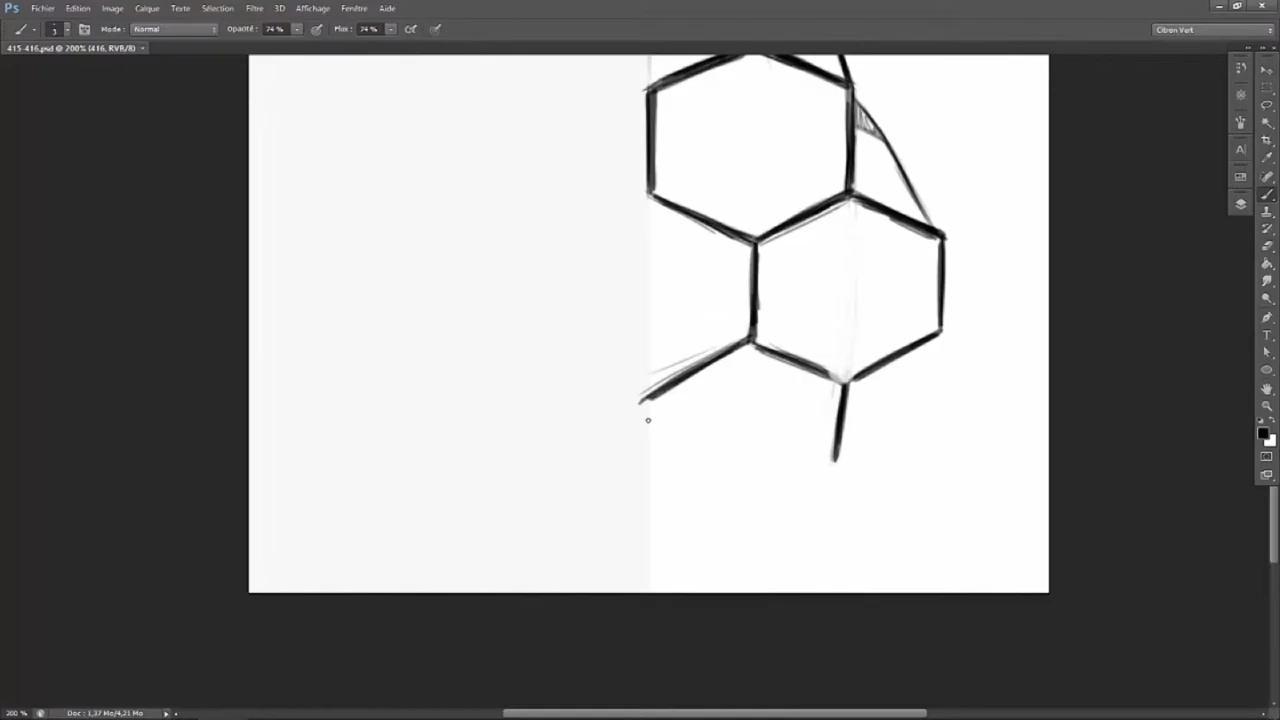 Ps Fichier Edition Image Calque Texte Sélection Filtre 3D Affichage Fenêtre Aide
3 Mode : Normal Opacité : 74 % Flux : 74 % Citron Vert
415-416.psd @ 200% (416, RVB/8)
200 % Doc : 1,37 Mo/4,21 Mo